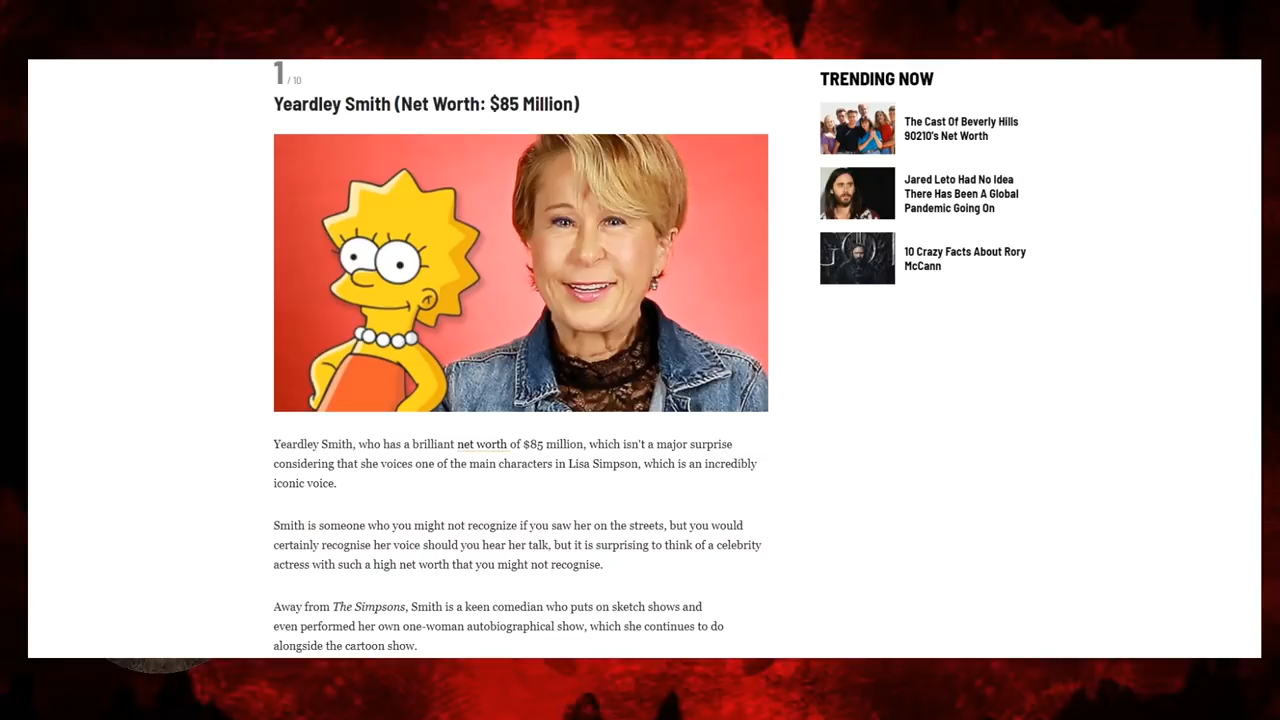 1 / 10
Yeardley Smith (Net Worth: $85 Million)
Yeardley Smith, who has a brilliant net worth of $85 million, which isn't a major surprise
considering that she voices one of the main characters in Lisa Simpson, which is an incredibly
iconic voice.
Smith is someone who you might not recognize if you saw her on the streets, but you would
certainly recognise her voice should you hear her talk, but it is surprising to think of a celebrity
actress with such a high net worth that you might not recognise.
Away from The Simpsons, Smith is a keen comedian who puts on sketch shows and
even performed her own one-woman autobiographical show, which she continues to do
alongside the cartoon show.
TRENDING NOW
The Cast Of Beverly Hills
90210's Net Worth
Jared Leto Had No Idea
There Has Been A Global
Pandemic Going On
10 Crazy Facts About Rory
McCann